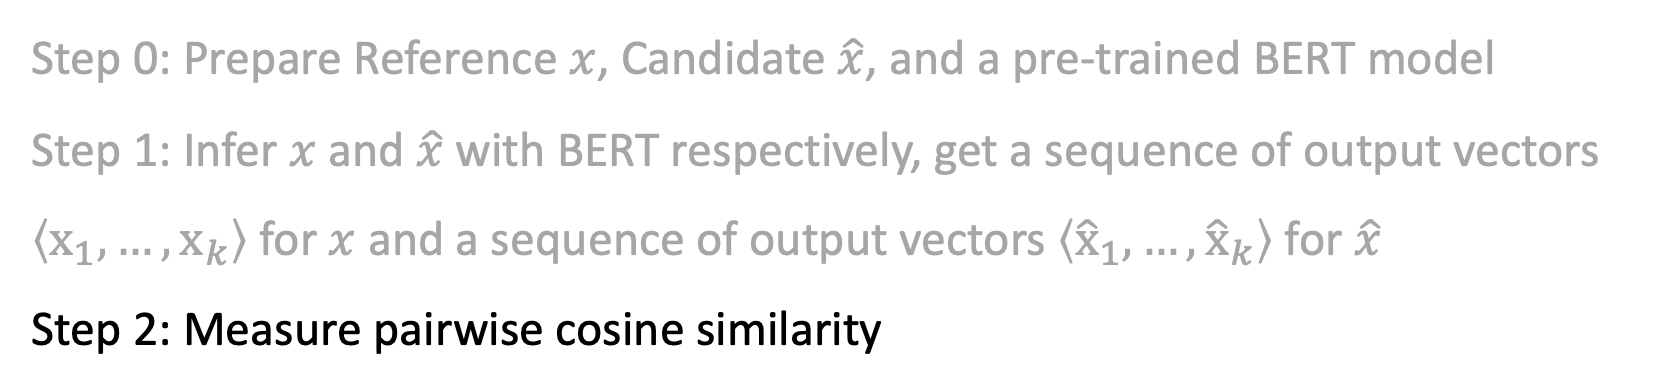 Step 0: Prepare Reference x, Candidate x̂, and a pre-trained BERT model
Step 1: Infer x and x̂ with BERT respectively, get a sequence of output vectors
⟨x₁, … , xₖ⟩ for x and a sequence of output vectors ⟨x̂₁, … , x̂ₖ⟩ for x̂
Step 2: Measure pairwise cosine similarity